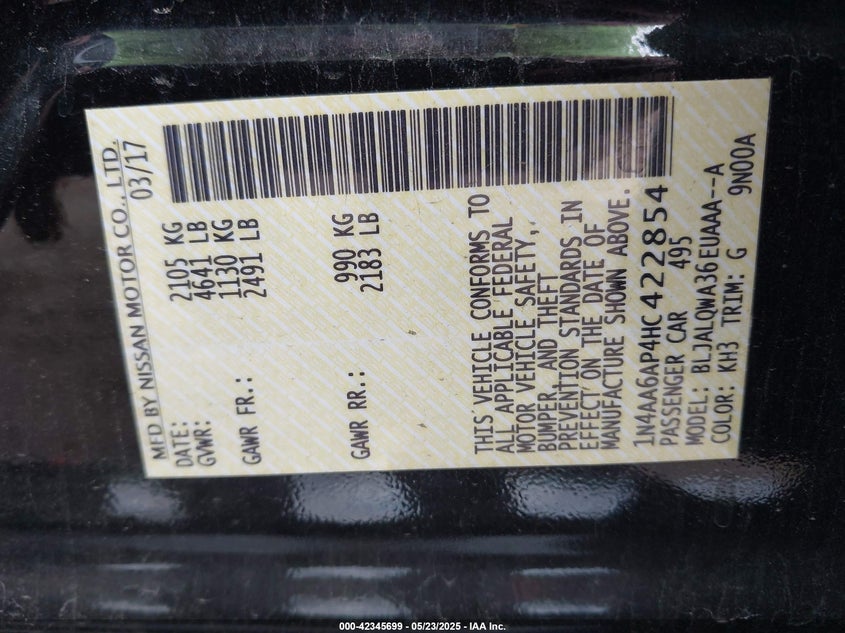 MFD BY NISSAN MOTOR CO., LTD.
DATE: 03/17
GVWR: 2105 KG
4641 LB
GAWR FR.: 1130 KG
2491 LB
GAWR RR.: 990 KG
2183 LB
THIS VEHICLE CONFORMS TO
ALL APPLICABLE FEDERAL
MOTOR VEHICLE SAFETY,
BUMPER, AND THEFT
PREVENTION STANDARDS IN
EFFECT ON THE DATE OF
MANUFACTURE SHOWN ABOVE.
1N4AA6AP4HC422854
PASSENGER CAR 495
MODEL: BLJALQWA36EUAAA--A
COLOR: KH3 TRIM: G 9N00A
000-42345699 - 05/23/2025 - IAA Inc.